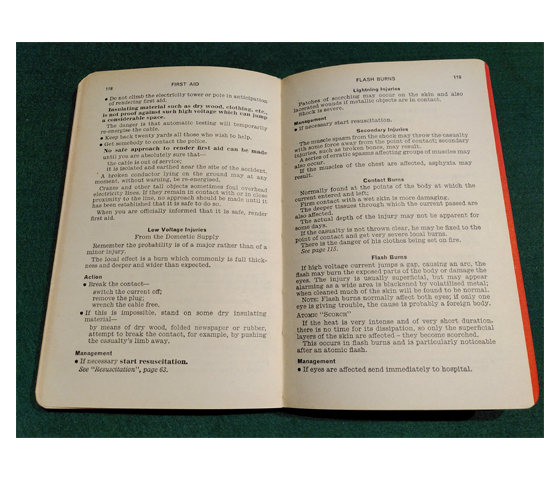 118 FIRST AID
● Do not climb the electricity tower or pole in anticipation
of rendering first aid.
Insulating material such as dry wood, clothing, etc.,
is not proof against such high voltage which can jump
a considerable space.
The danger is that automatic testing will temporarily
re-energise the cable.
● Keep back twenty yards all those who wish to help.
● Get somebody to contact the police.
No safe approach to render first aid can be made
until you are absolutely sure that—
the cable is out of service;
it is isolated and earthed near the site of the accident.
A broken conductor lying on the ground may at any
moment, without warning, be re-energised.
Cranes and other tall objects sometimes foul overhead
electricity lines. If they remain in contact with or in close
proximity to the line, no approach should be made until it
has been established that it is safe to do so.
When you are officially informed that it is safe, render
first aid.
Low Voltage Injuries
From the Domestic Supply
Remember the probability is of a major rather than of a
minor injury.
The local effect is a burn which commonly is full thick-
ness and deeper and wider than expected.
Action
● Break the contact—
switch the current off;
remove the plug;
wrench the cable free.
● If this is impossible, stand on some dry insulating
material—
by means of dry wood, folded newspaper or rubber,
attempt to break the contact, for example, by pushing
the casualty's limb away.
Management
● If necessary start resuscitation.
See "Resuscitation", page 63.
FLASH BURNS 119
Lightning Injuries
Patches of scorching may occur on the skin and also
lacerated wounds if metallic objects are in contact.
Shock is severe.
Management
● If necessary start resuscitation.
Secondary Injuries
The muscle spasm from the shock may throw the casualty
with some force away from the point of contact; secondary
injuries, such as broken bones, may result.
A series of erratic spasms affecting groups of muscles may
also occur.
If the muscles of the chest are affected, asphyxia may
result.
Contact Burns
Normally found at the points of the body at which the
current entered and left;
Firm contact with a wet skin is more damaging.
The deeper tissues through which the current passed are
also affected.
The actual depth of the injury may not be apparent for
some days.
If the casualty is not thrown clear, he may be fixed to the
point of contact and get very severe local burns.
There is the danger of his clothes being set on fire.
See page 115.
Flash Burns
If high voltage current jumps a gap, causing an arc, the
flash may burn the exposed parts of the body or damage the
eyes. The injury is usually superficial, but may appear
alarming as a wide area is blackened by volatilised metal;
when cleaned much of the skin will be found to be normal.
NOTE: Flash burns normally affect both eyes; if only one
eye is giving trouble, the cause is probably a foreign body.
ATOMIC "SCORCH"
If the heat is very intense and of very short duration,
there is no time for its dissipation, so only the superficial
layers of the skin are affected—they become scorched.
This occurs in flash burns and is particularly noticeable
after an atomic flash.
Management
● If eyes are affected send immediately to hospital.